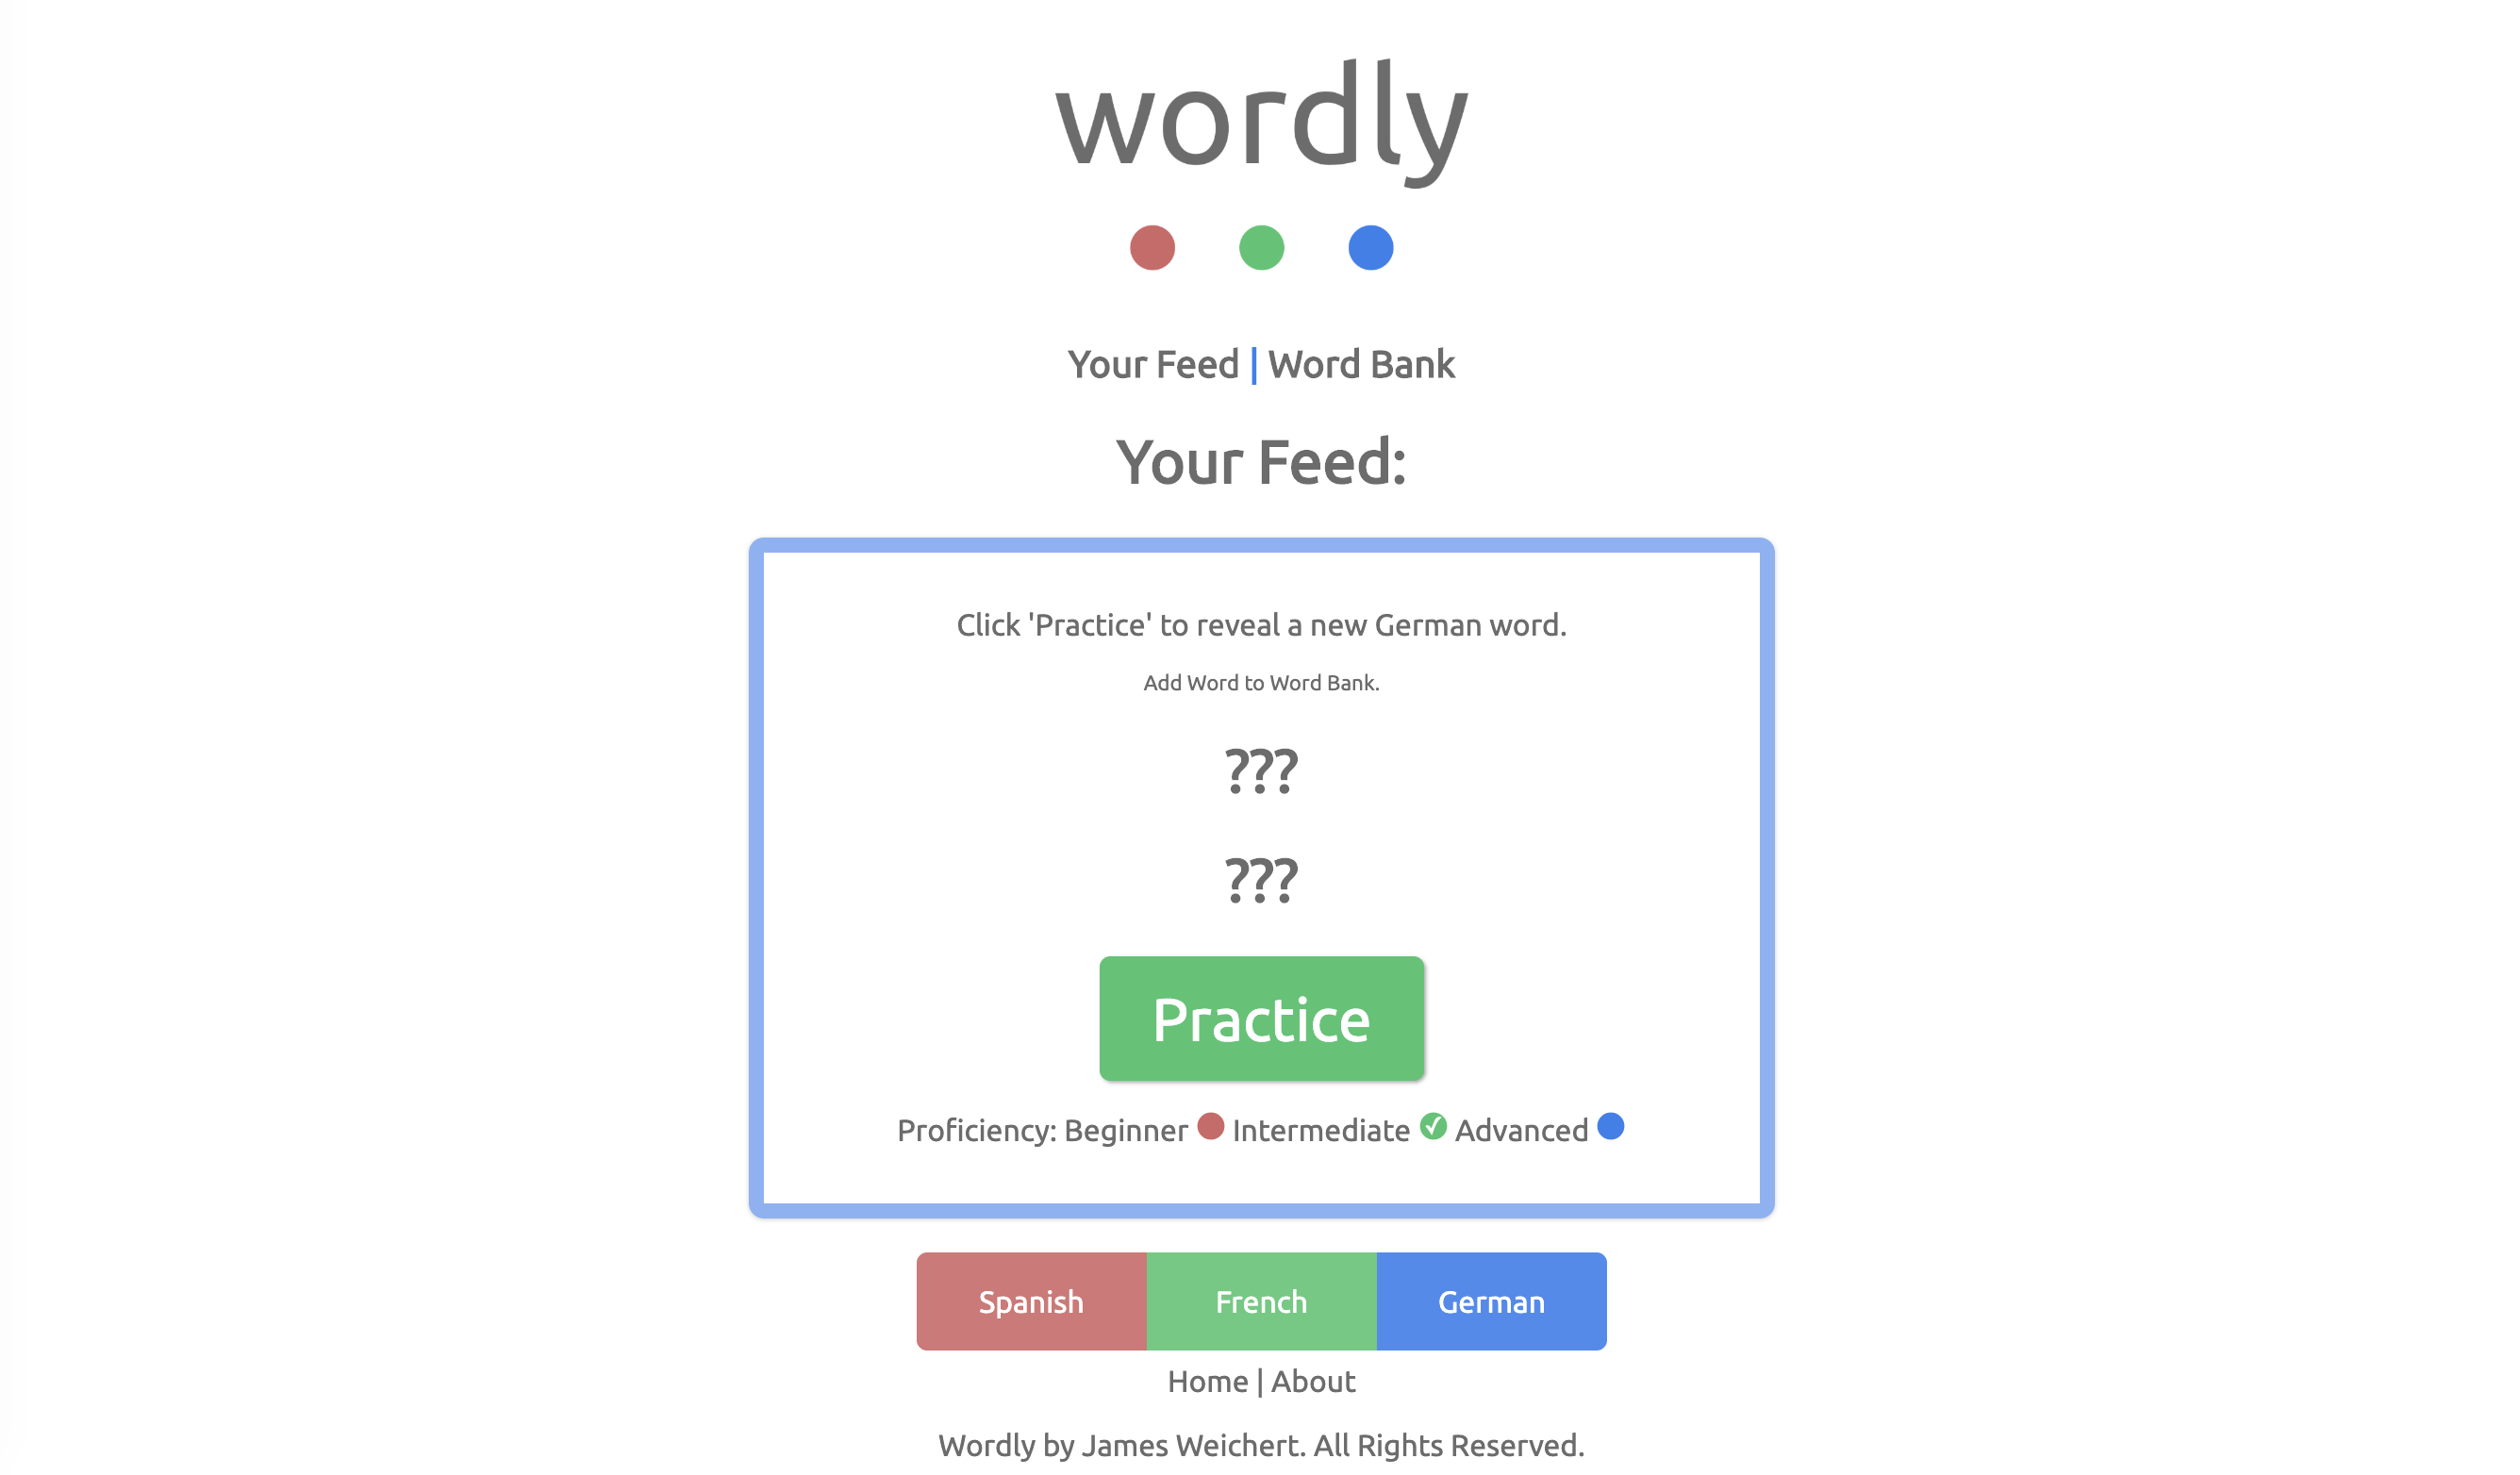 wordly
Your Feed | Word Bank
Your Feed:
Click 'Practice' to reveal a new German word.
Add Word to Word Bank.
???
???
Practice
Proficiency: Beginner Intermediate Advanced
Spanish French German
Home | About
Wordly by James Weichert. All Rights Reserved.